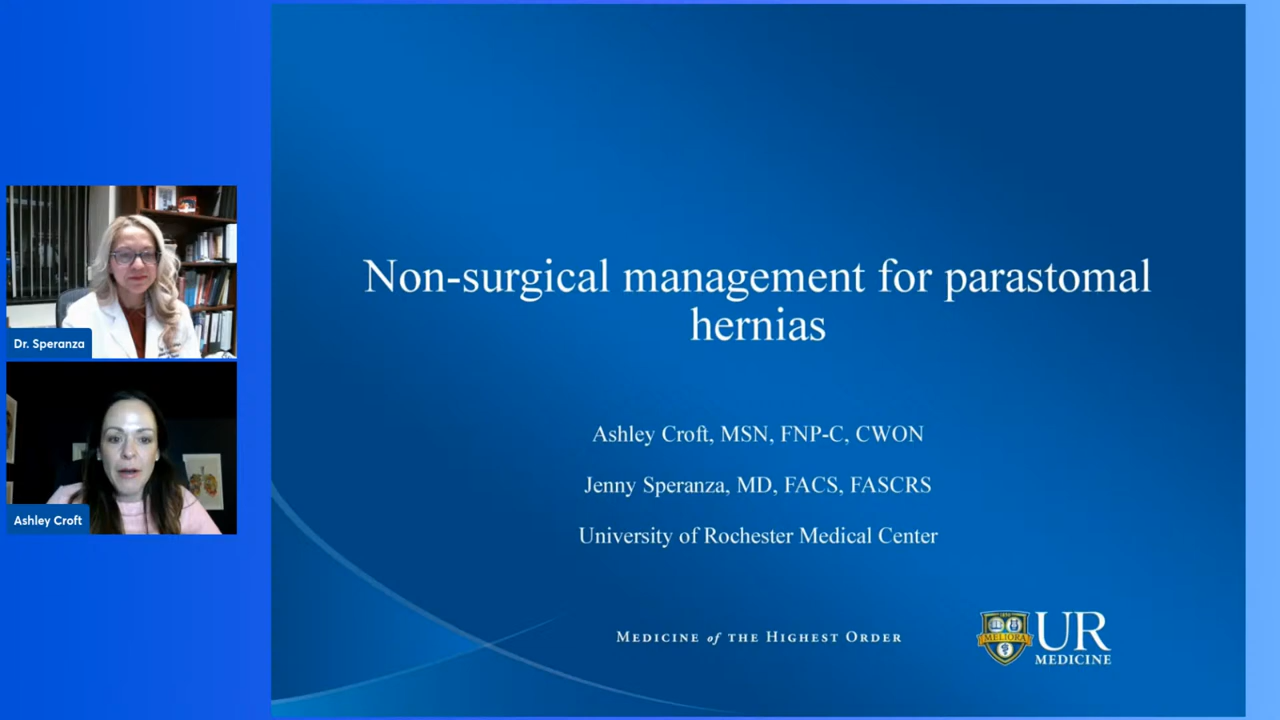 Non-surgical management for parastomal
hernias
Ashley Croft, MSN, FNP-C, CWON
Jenny Speranza, MD, FACS, FASCRS
University of Rochester Medical Center
MEDICINE of THE HIGHEST ORDER
MELIORA
UR
MEDICINE
Dr. Speranza
Ashley Croft